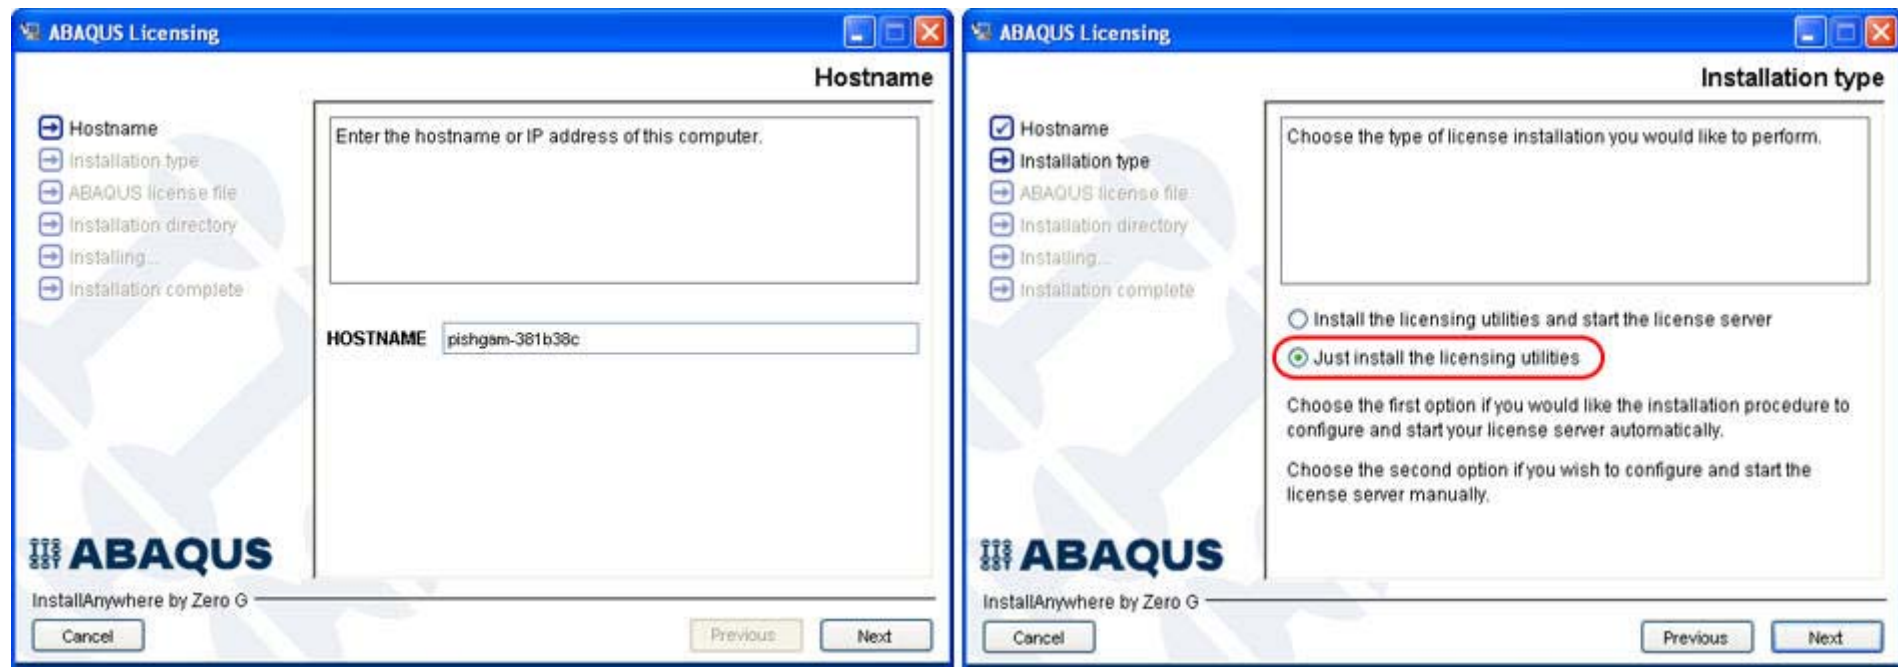 ABAQUS Licensing
Hostname
Hostname
Installation type
ABAQUS license file
Installation directory
Installing...
Installation complete
Enter the hostname or IP address of this computer.
HOSTNAME pishgam-381b38c
ABAQUS
InstallAnywhere by Zero G
Cancel
Previous
Next
ABAQUS Licensing
Installation type
Hostname
Installation type
ABAQUS license file
Installation directory
Installing...
Installation complete
Choose the type of license installation you would like to perform.
Install the licensing utilities and start the license server
Just install the licensing utilities
Choose the first option if you would like the installation procedure to
configure and start your license server automatically.
Choose the second option if you wish to configure and start the
license server manually.
ABAQUS
InstallAnywhere by Zero G
Cancel
Previous
Next